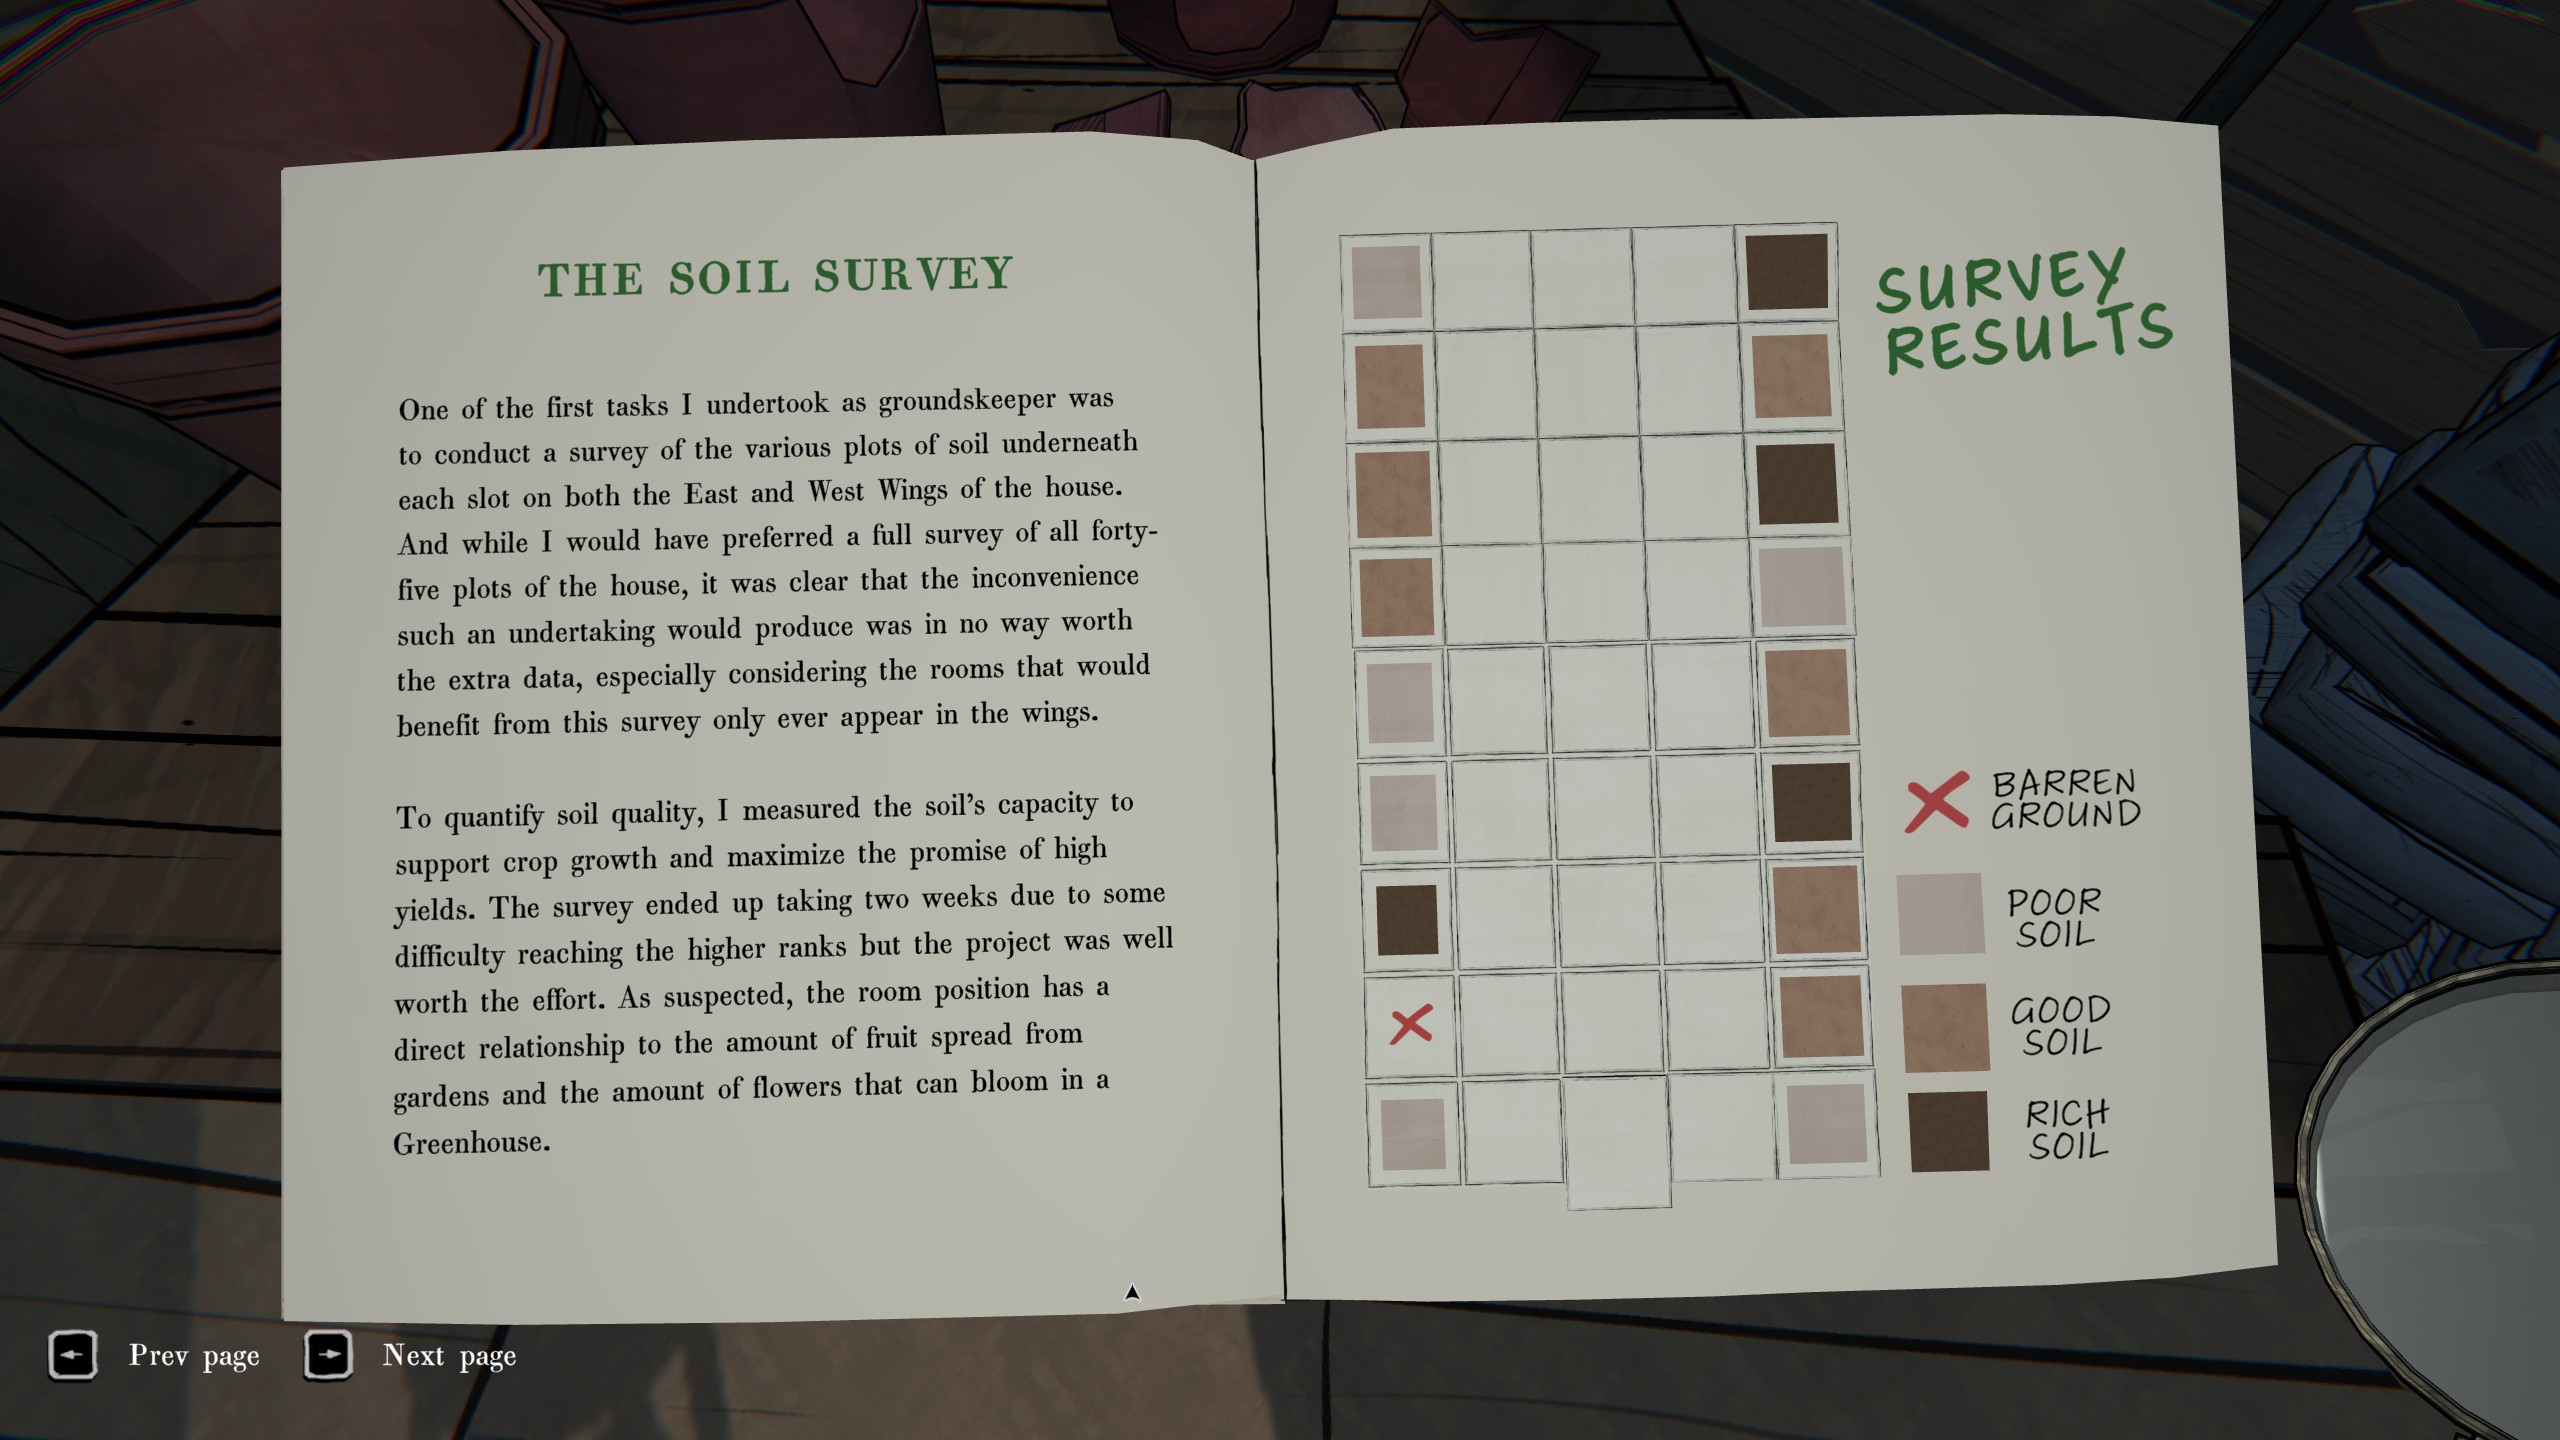 THE SOIL SURVEY
One of the first tasks I undertook as groundskeeper was
to conduct a survey of the various plots of soil underneath
each slot on both the East and West Wings of the house.
And while I would have preferred a full survey of all forty-
five plots of the house, it was clear that the inconvenience
such an undertaking would produce was in no way worth
the extra data, especially considering the rooms that would
benefit from this survey only ever appear in the wings.
To quantify soil quality, I measured the soil's capacity to
support crop growth and maximize the promise of high
yields. The survey ended up taking two weeks due to some
difficulty reaching the higher ranks but the project was well
worth the effort. As suspected, the room position has a
direct relationship to the amount of fruit spread from
gardens and the amount of flowers that can bloom in a
Greenhouse.
SURVEY
RESULTS
BARREN
GROUND
POOR
SOIL
GOOD
SOIL
RICH
SOIL
Prev page
Next page